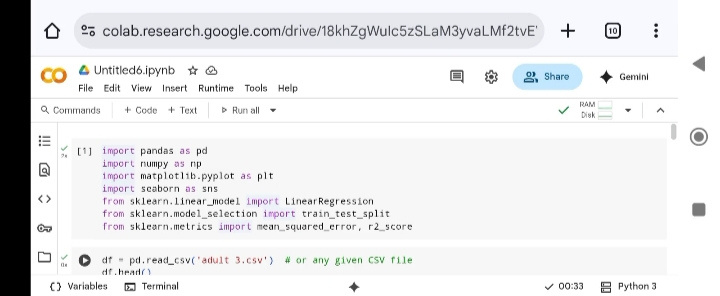 colab.research.google.com/drive/18khZgWulc5zSLaM3yvaLMf2tvE
10
CO
Untitled6.ipynb
Share
Gemini
File Edit View Insert Runtime Tools Help
Commands + Code + Text Run all
RAM
Disk
[1] import pandas as pd
import numpy as np
import matplotlib.pyplot as plt
import seaborn as sns
from sklearn.linear_model import LinearRegression
from sklearn.model_selection import train_test_split
from sklearn.metrics import mean_squared_error, r2_score
df = pd.read_csv('adult 3.csv') # or any given CSV file
df.head()
Variables Terminal
00:33 Python 3